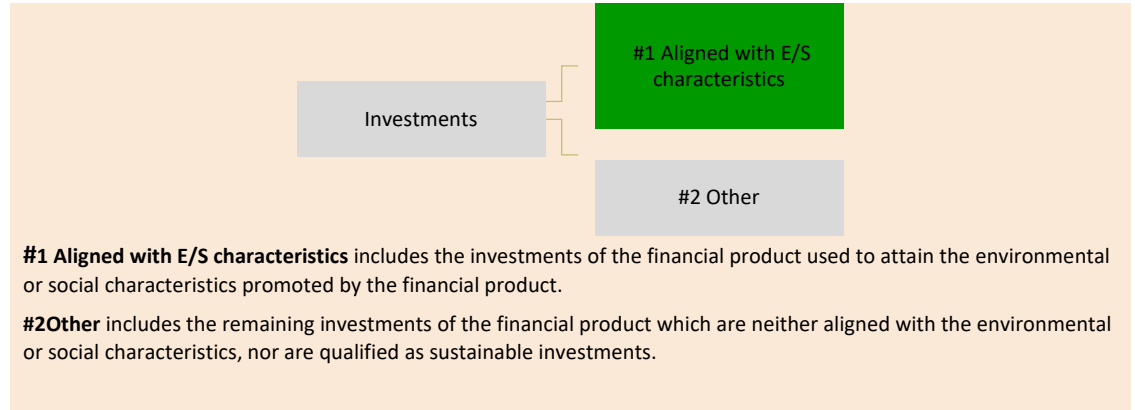 #1 Aligned with E/S
characteristics
Investments
#2 Other
#1 Aligned with E/S characteristics includes the investments of the financial product used to attain the environmental
or social characteristics promoted by the financial product.
#2Other includes the remaining investments of the financial product which are neither aligned with the environmental
or social characteristics, nor are qualified as sustainable investments.